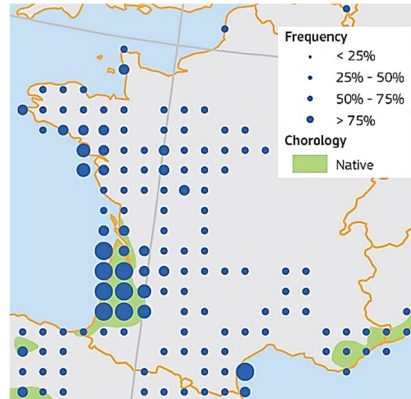 Frequency
< 25%
25% - 50%
50% - 75%
> 75%
Chorology
Native